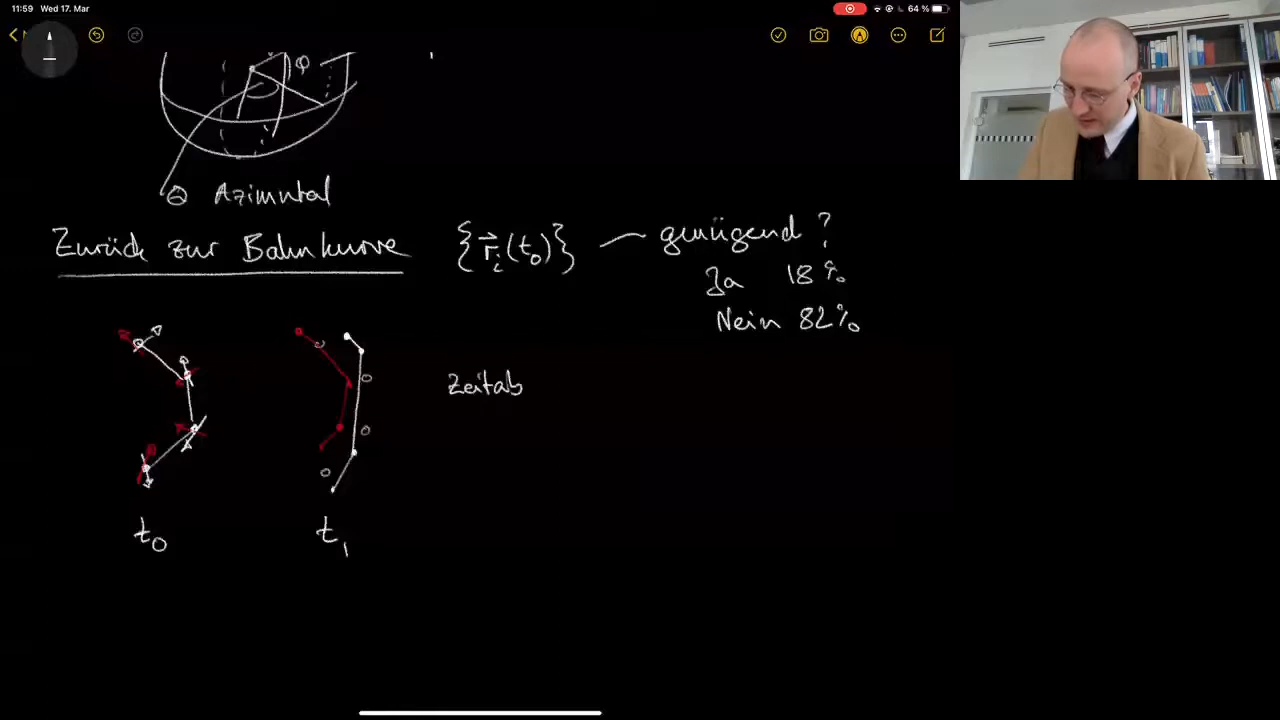 11:59 Wed 17. Mar 64 %
φ
Θ Azimutal
Zurück zur Bahnkurve {r⃗ᵢ(t₀)} — genügend ?
Ja 18 %
Nein 82 %
Zeitab
t₀ t₁